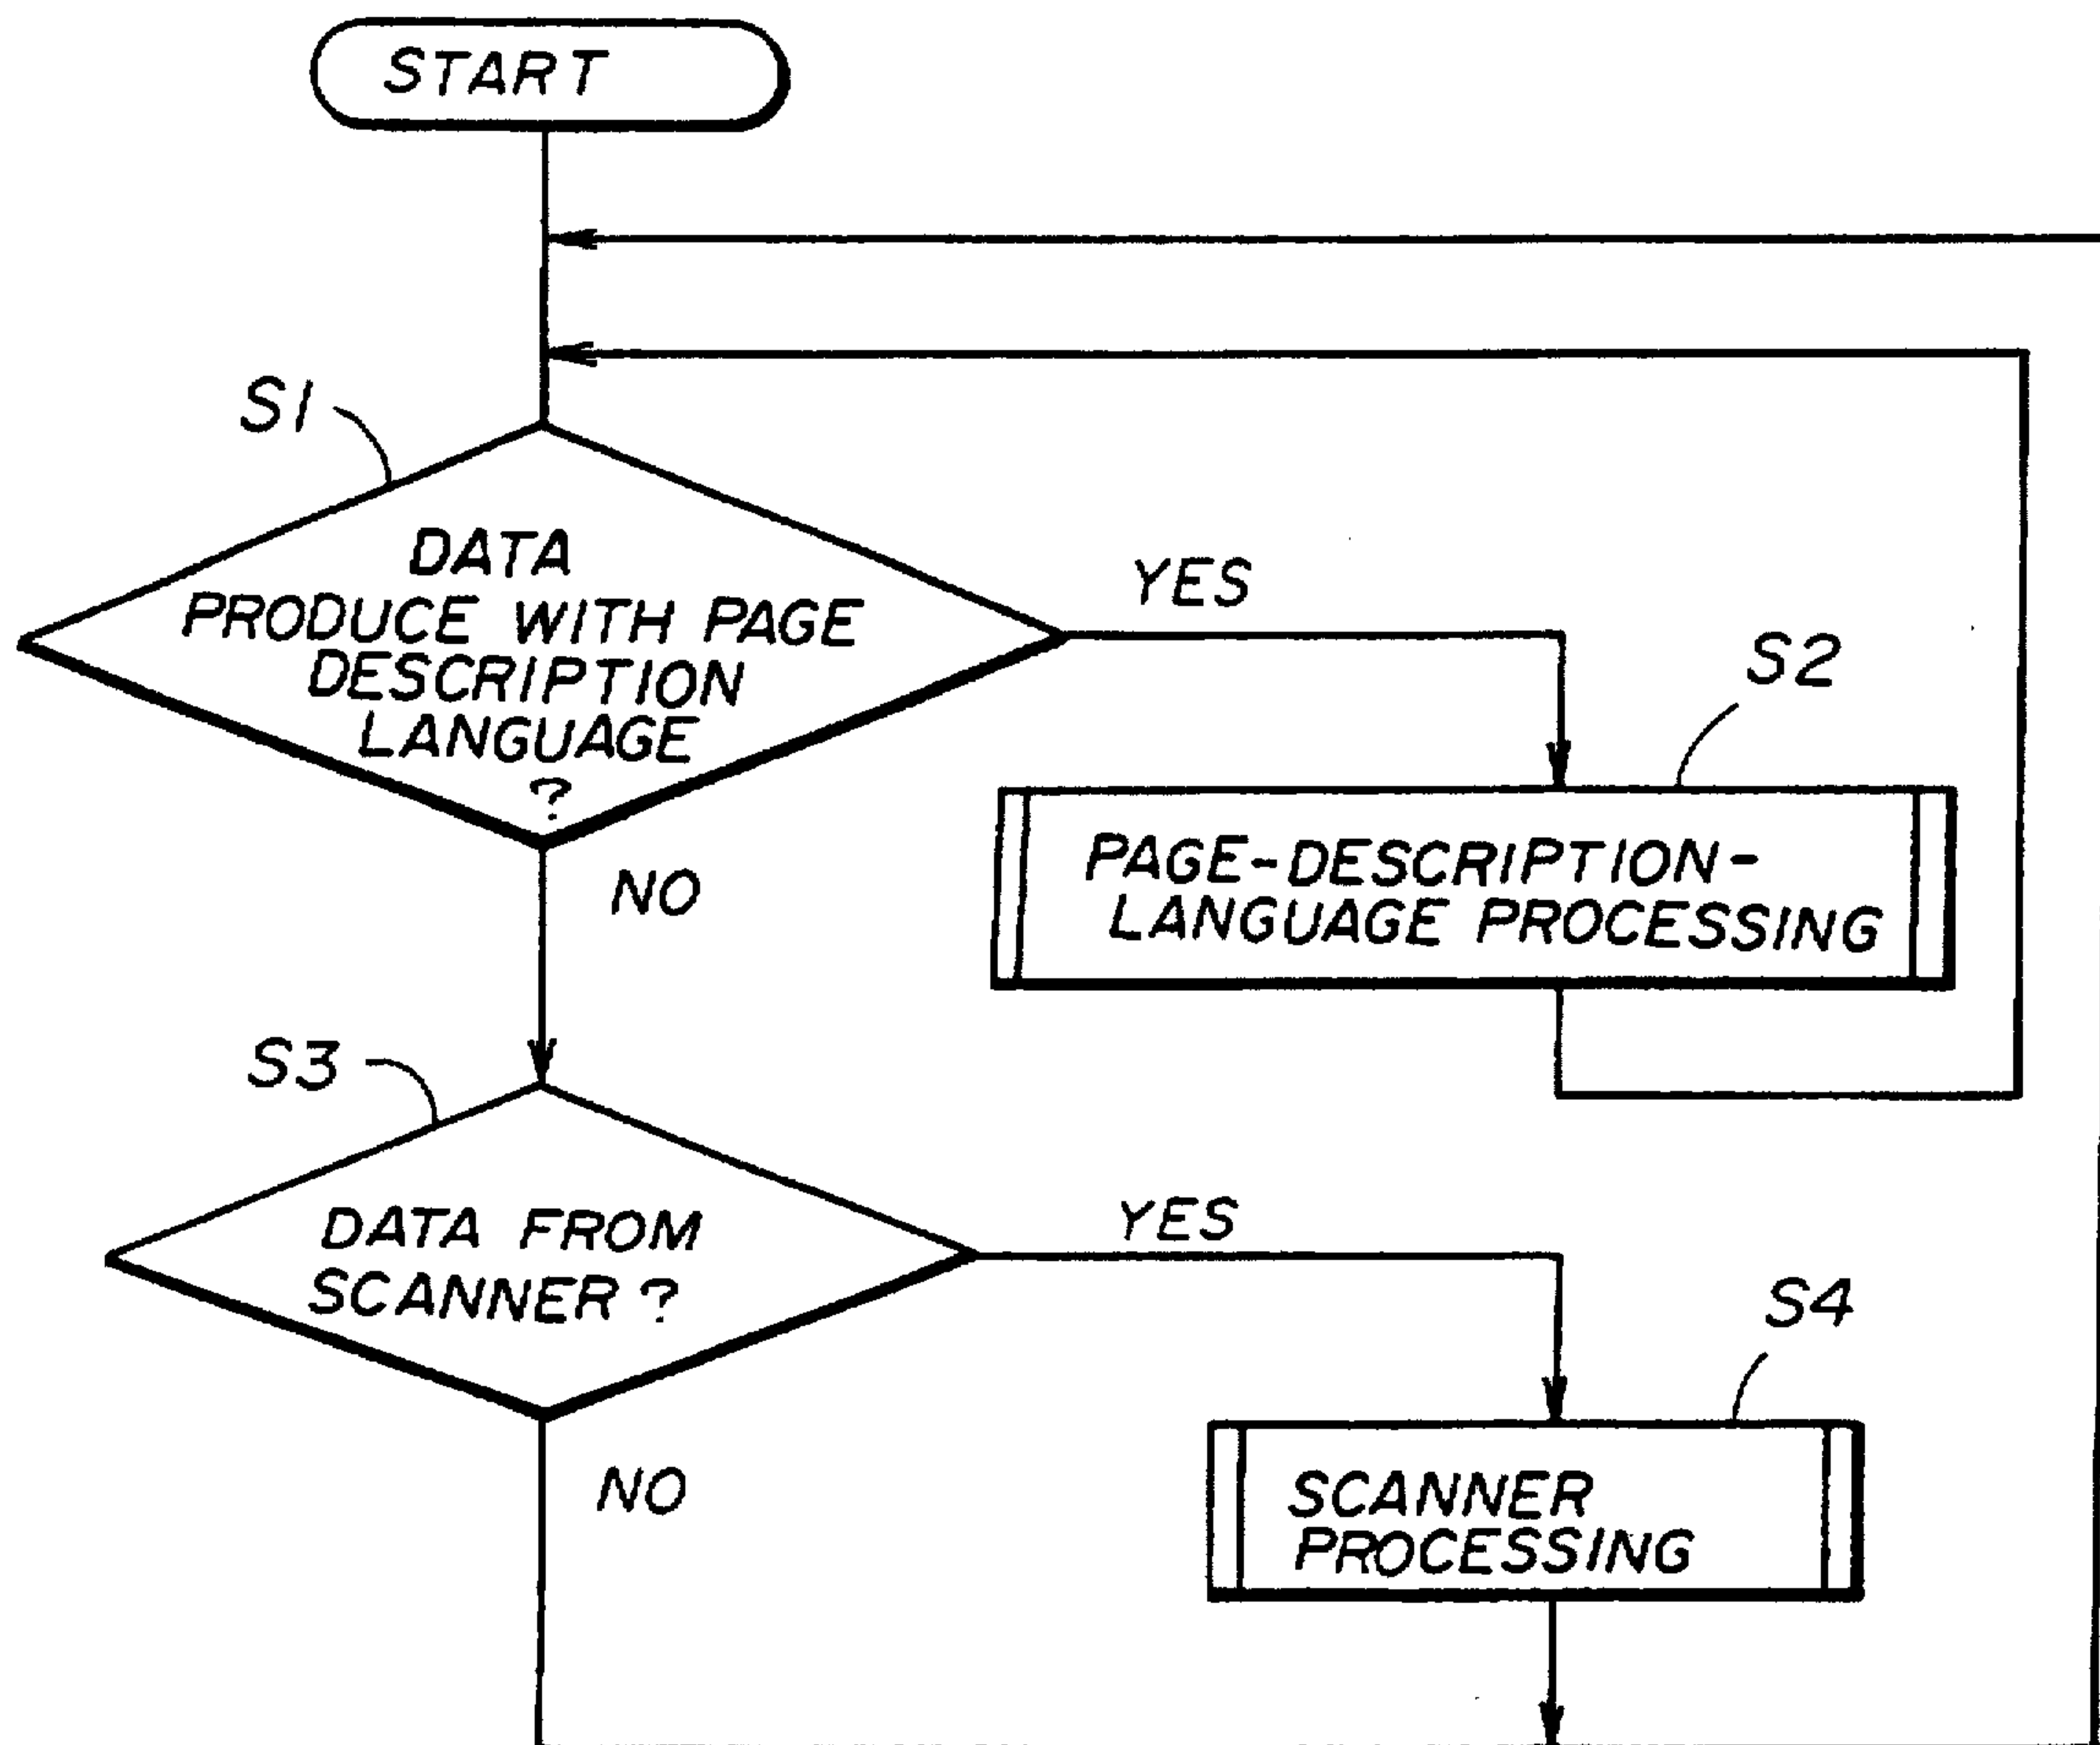 START
S1
DATA
PRODUCE WITH PAGE
DESCRIPTION
LANGUAGE
?
YES
S2
PAGE-DESCRIPTION-
LANGUAGE PROCESSING
NO
S3
DATA FROM
SCANNER ?
YES
S4
SCANNER
PROCESSING
NO